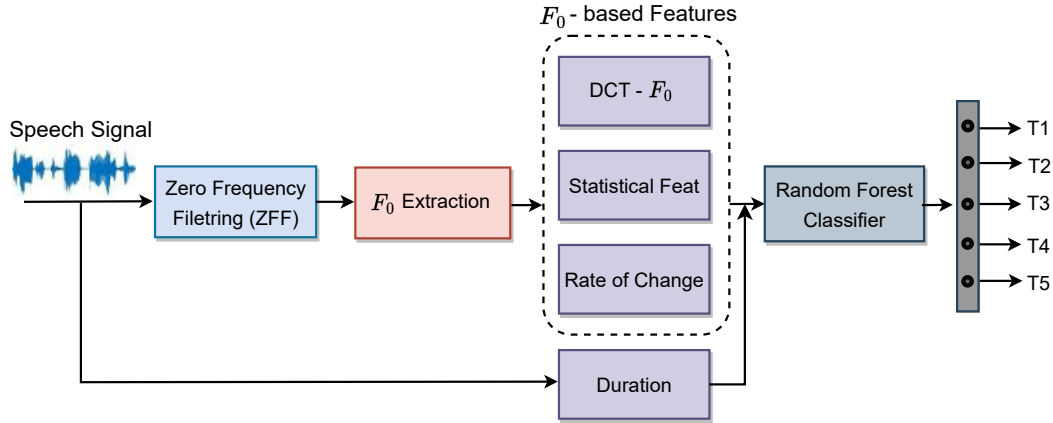 F₀ - based Features
DCT - F₀
Speech Signal
Zero Frequency
Filetring (ZFF)
F₀ Extraction
Statistical Feat
Random Forest
Classifier
Rate of Change
Duration
T1
T2
T3
T4
T5